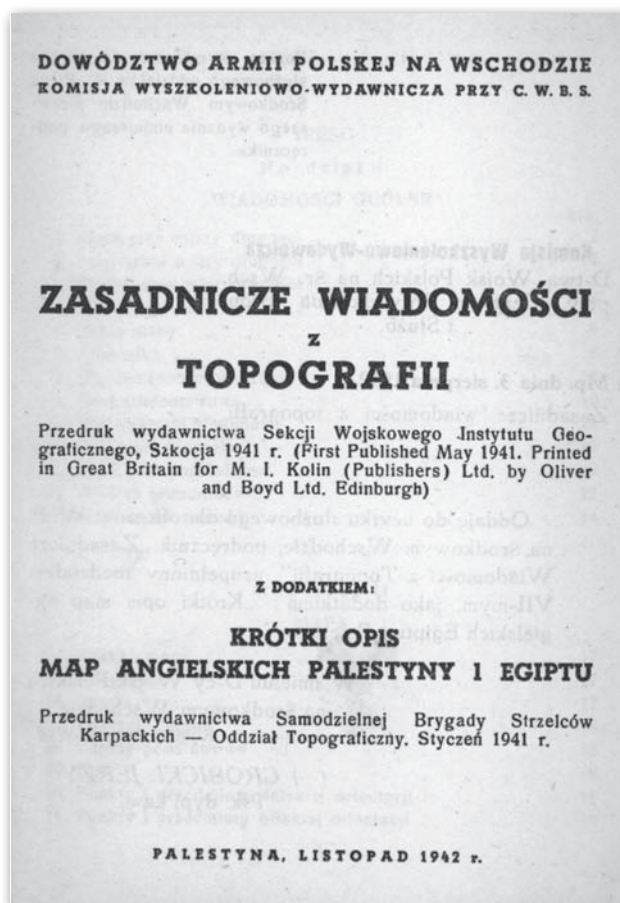 DOWÓDZTWO ARMII POLSKEJ NA WSCHODZIE
KOMISJA WYSZKOLENIOWO-WYDAWNICZA PRZY C. W. B. S.
ZASADNICZE WIADOMOŚCI
z
TOPOGRAFII
Przedruk wydawnictwa Sekcji Wojskowego Instytutu Geo-
graficznego, Szkocja 1941 r. (First Published May 1941. Printed
in Great Britain for M. I. Kolin (Publishers) Ltd. by Oliver
and Boyd Ltd. Edinburgh)
Z DODATKIEM:
KRÓTKI OPIS
MAP ANGIELSKICH PALESTYNY I EGIPTU
Przedruk wydawnictwa Samodzielnej Brygady Strzelców
Karpackich — Oddział Topograficzny. Styczeń 1941 r.
PALESTYNA, LISTOPAD 1942 r.